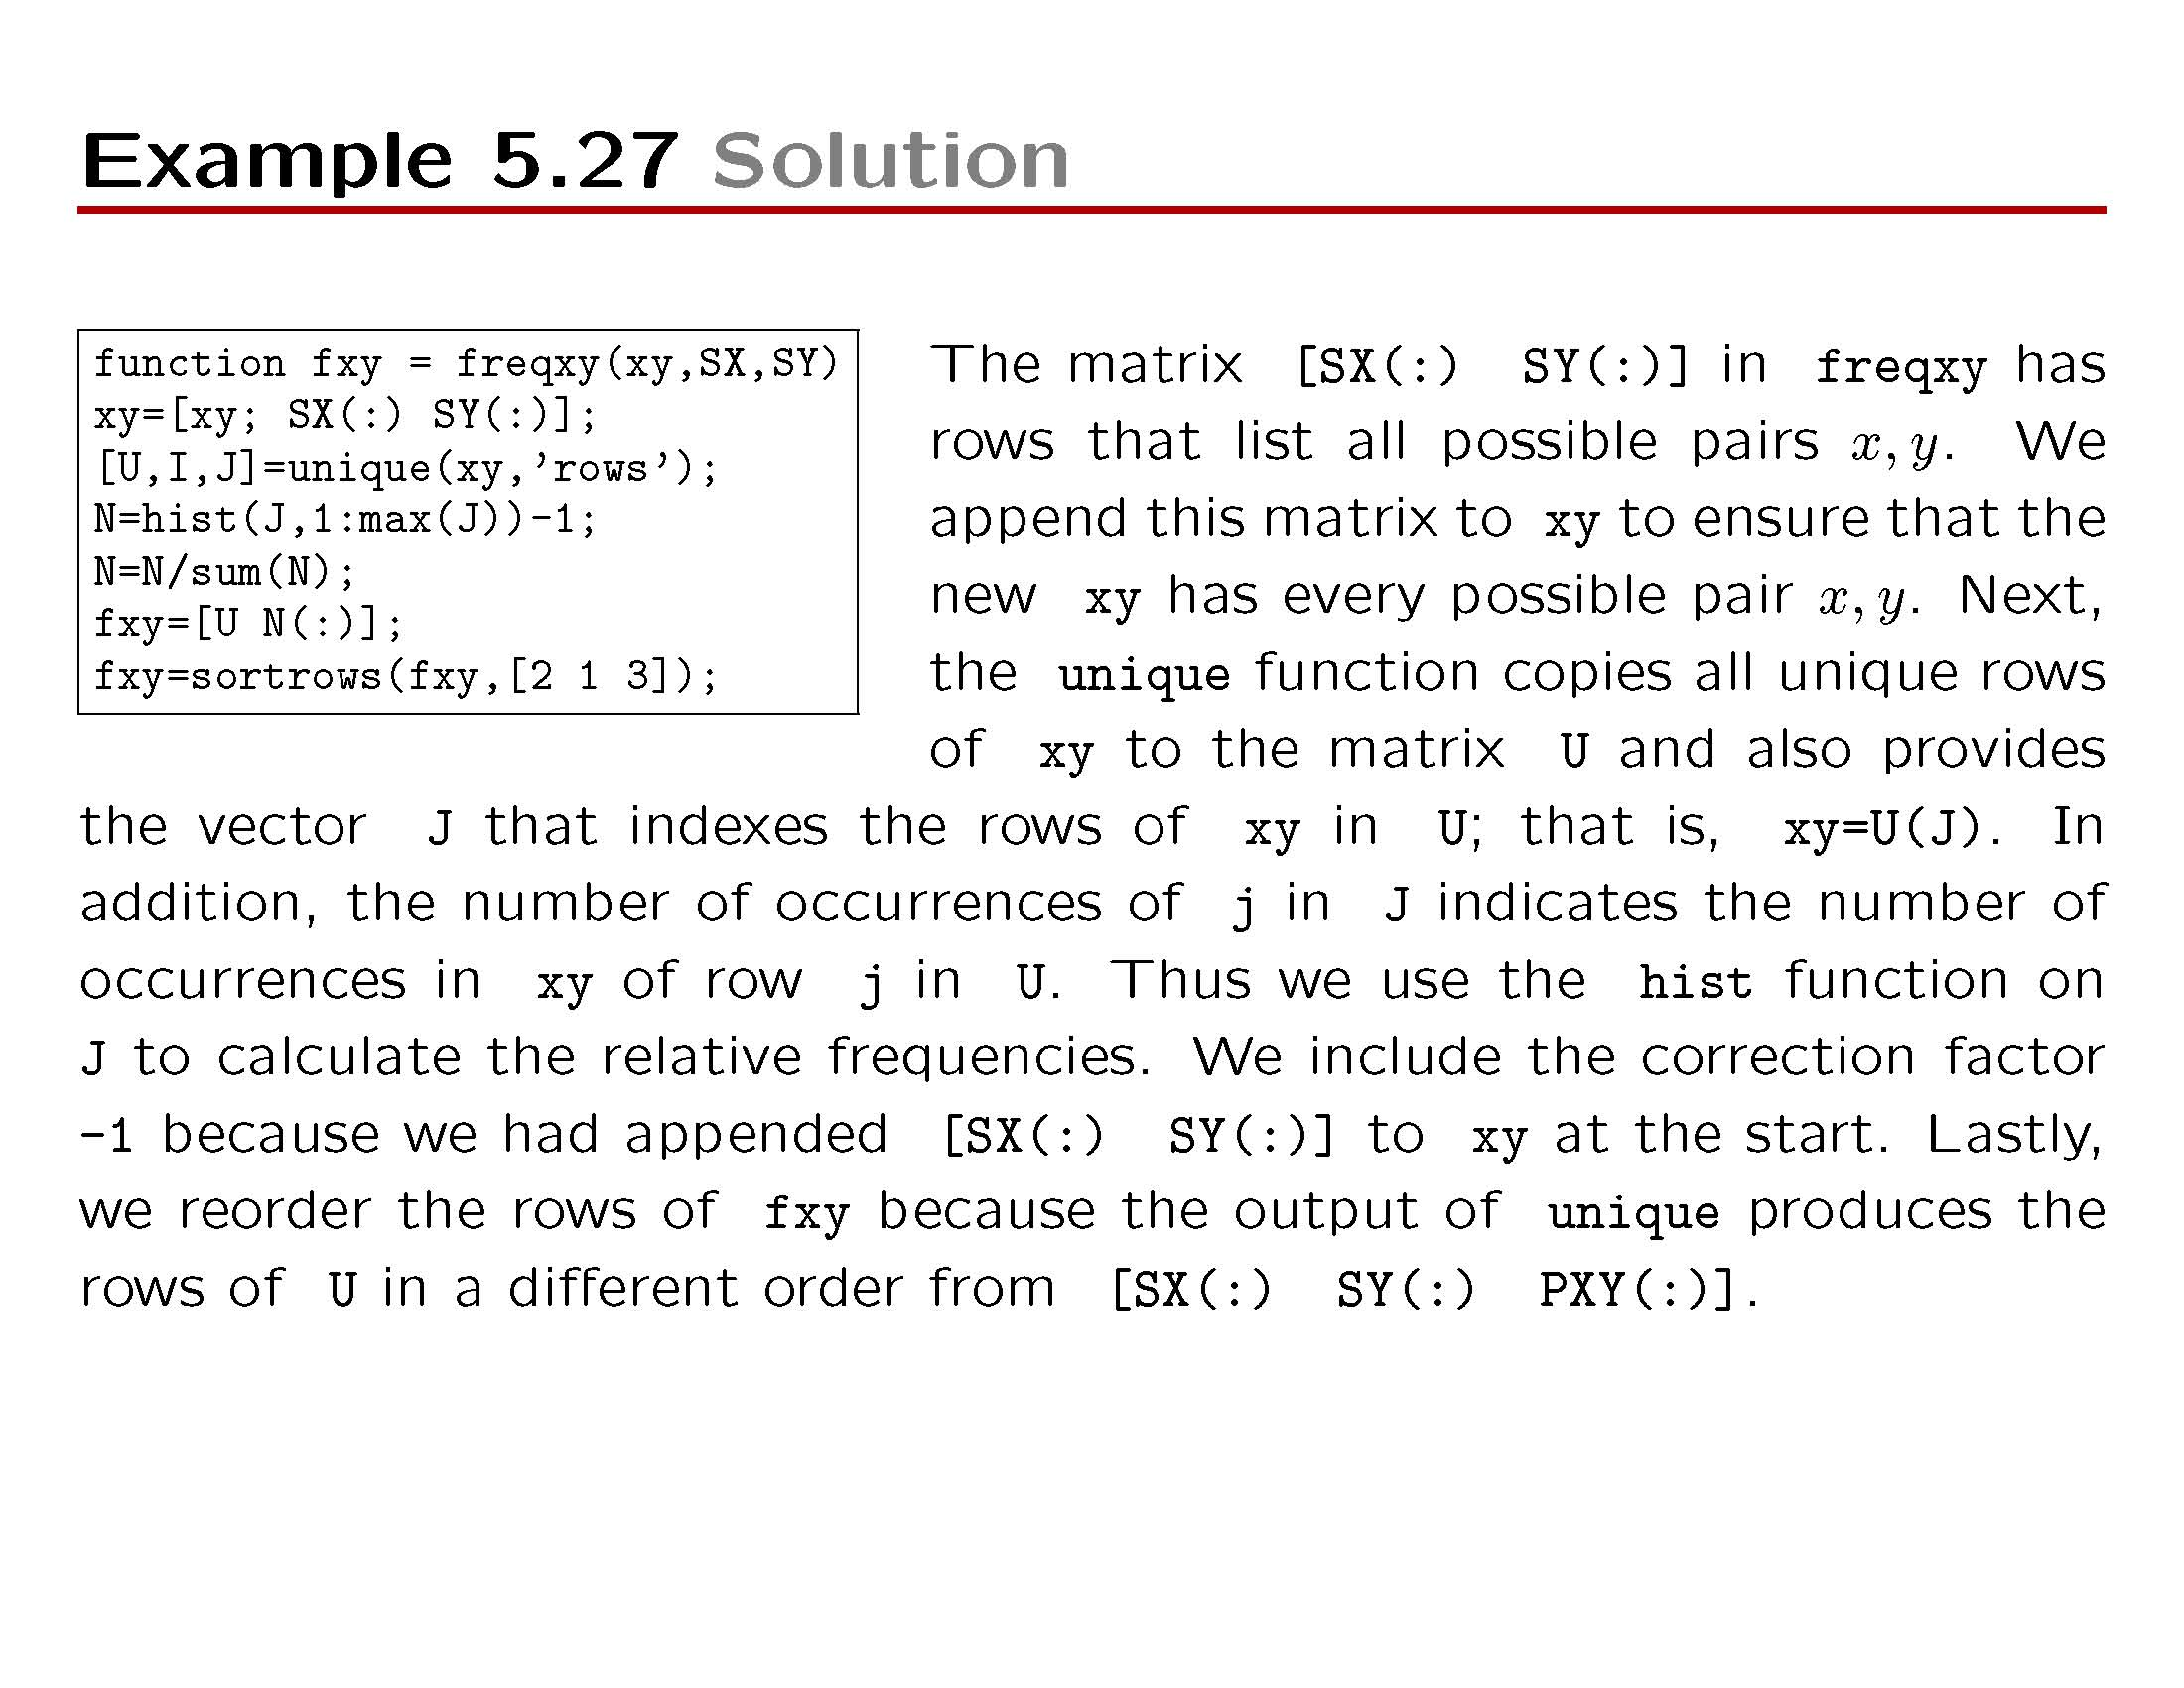 Example 5.27 Solution
function fxy = freqxy(xy,SX,SY)
xy=[xy; SX(:) SY(:)];
[U,I,J]=unique(xy,’rows’);
N=hist(J,1:max(J))-1;
N=N/sum(N);
fxy=[U N(:)];
fxy=sortrows(fxy,[2 1 3]);
The matrix [SX(:) SY(:)] in freqxy has
rows that list all possible pairs x, y. We
append this matrix to xy to ensure that the
new xy has every possible pair x, y. Next,
the unique function copies all unique rows
of xy to the matrix U and also provides
the vector J that indexes the rows of xy in U; that is, xy=U(J). In
addition, the number of occurrences of j in J indicates the number of
occurrences in xy of row j in U. Thus we use the hist function on
J to calculate the relative frequencies. We include the correction factor
-1 because we had appended [SX(:) SY(:)] to xy at the start. Lastly,
we reorder the rows of fxy because the output of unique produces the
rows of U in a different order from [SX(:) SY(:) PXY(:)].